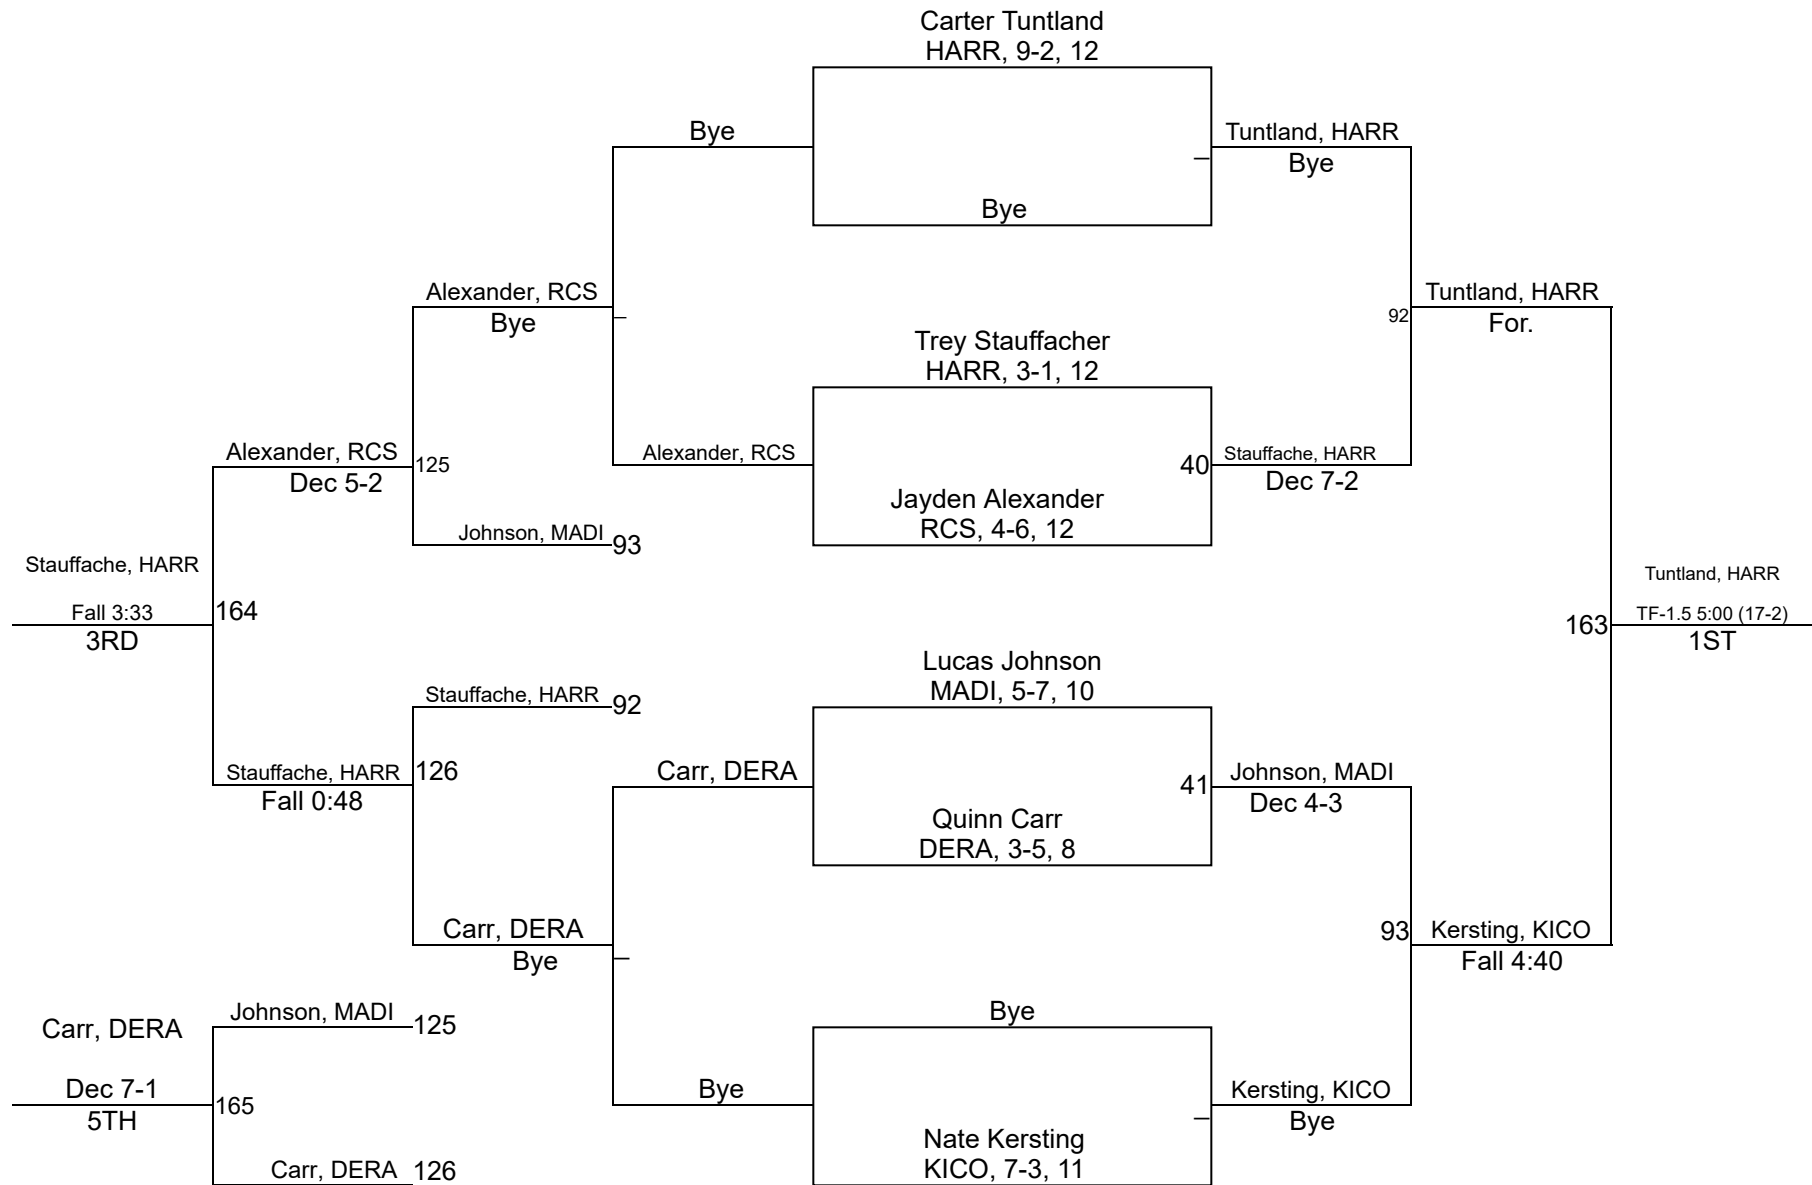 Carter Tuntland
HARR, 9-2, 12
Bye
Tuntland, HARR
Bye
Bye
Alexander, RCS
Bye
Tuntland, HARR
For.
92
Trey Stauffacher
HARR, 3-1, 12
Alexander, RCS
Dec 5-2
125
Alexander, RCS
40
Stauffache, HARR
Dec 7-2
Jayden Alexander
RCS, 4-6, 12
Johnson, MADI
93
Stauffache, HARR
Fall 3:33
3RD
164
Tuntland, HARR
163
TF-1.5 5:00 (17-2)
1ST
Lucas Johnson
MADI, 5-7, 10
Stauffache, HARR
92
Stauffache, HARR
Fall 0:48
126
Carr, DERA
41
Johnson, MADI
Dec 4-3
Quinn Carr
DERA, 3-5, 8
Carr, DERA
Bye
93
Kersting, KICO
Fall 4:40
Johnson, MADI
125
Bye
Carr, DERA
Dec 7-1
5TH
165
Bye
Kersting, KICO
Bye
Nate Kersting
KICO, 7-3, 11
Carr, DERA
126